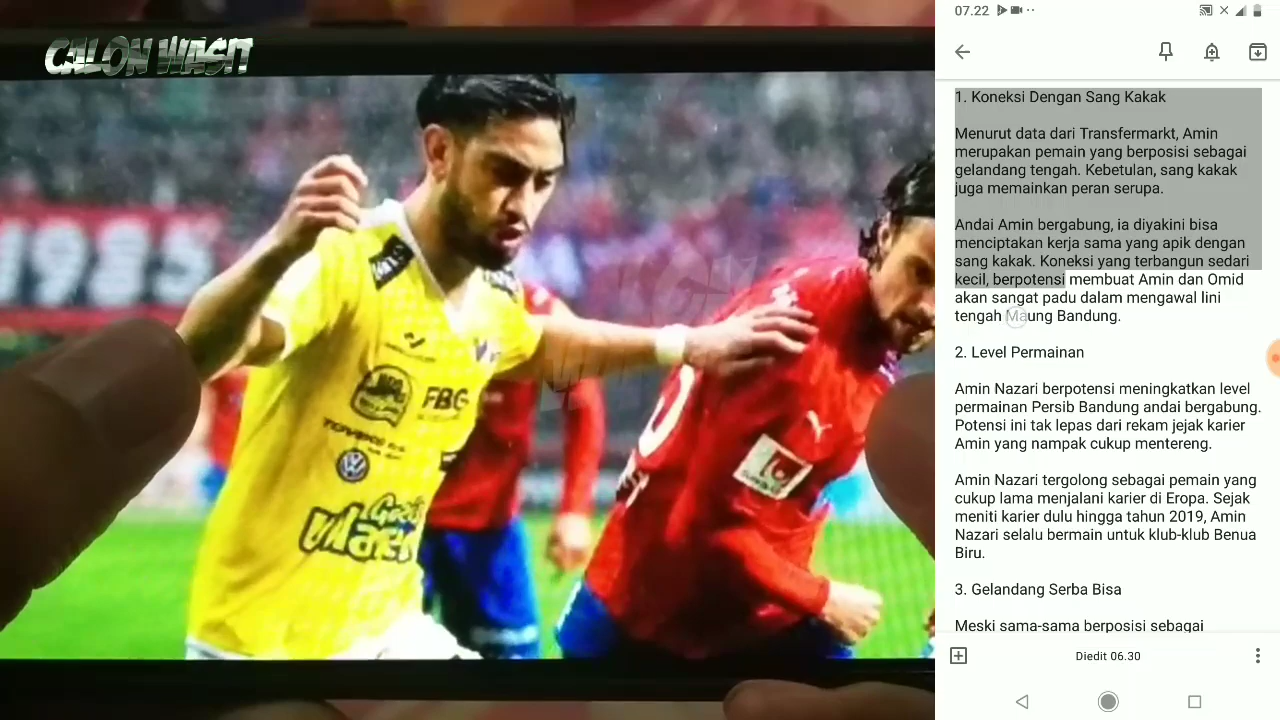 CALON WASIT
1985
FBG
07.22
1. Koneksi Dengan Sang Kakak
Menurut data dari Transfermarkt, Amin
merupakan pemain yang berposisi sebagai
gelandang tengah. Kebetulan, sang kakak
juga memainkan peran serupa.
Andai Amin bergabung, ia diyakini bisa
menciptakan kerja sama yang apik dengan
sang kakak. Koneksi yang terbangun sedari
kecil, berpotensi membuat Amin dan Omid
akan sangat padu dalam mengawal lini
tengah Maung Bandung.
2. Level Permainan
Amin Nazari berpotensi meningkatkan level
permainan Persib Bandung andai bergabung.
Potensi ini tak lepas dari rekam jejak karier
Amin yang nampak cukup mentereng.
Amin Nazari tergolong sebagai pemain yang
cukup lama menjalani karier di Eropa. Sejak
meniti karier dulu hingga tahun 2019, Amin
Nazari selalu bermain untuk klub-klub Benua
Biru.
3. Gelandang Serba Bisa
Meski sama-sama berposisi sebagai
Diedit 06.30